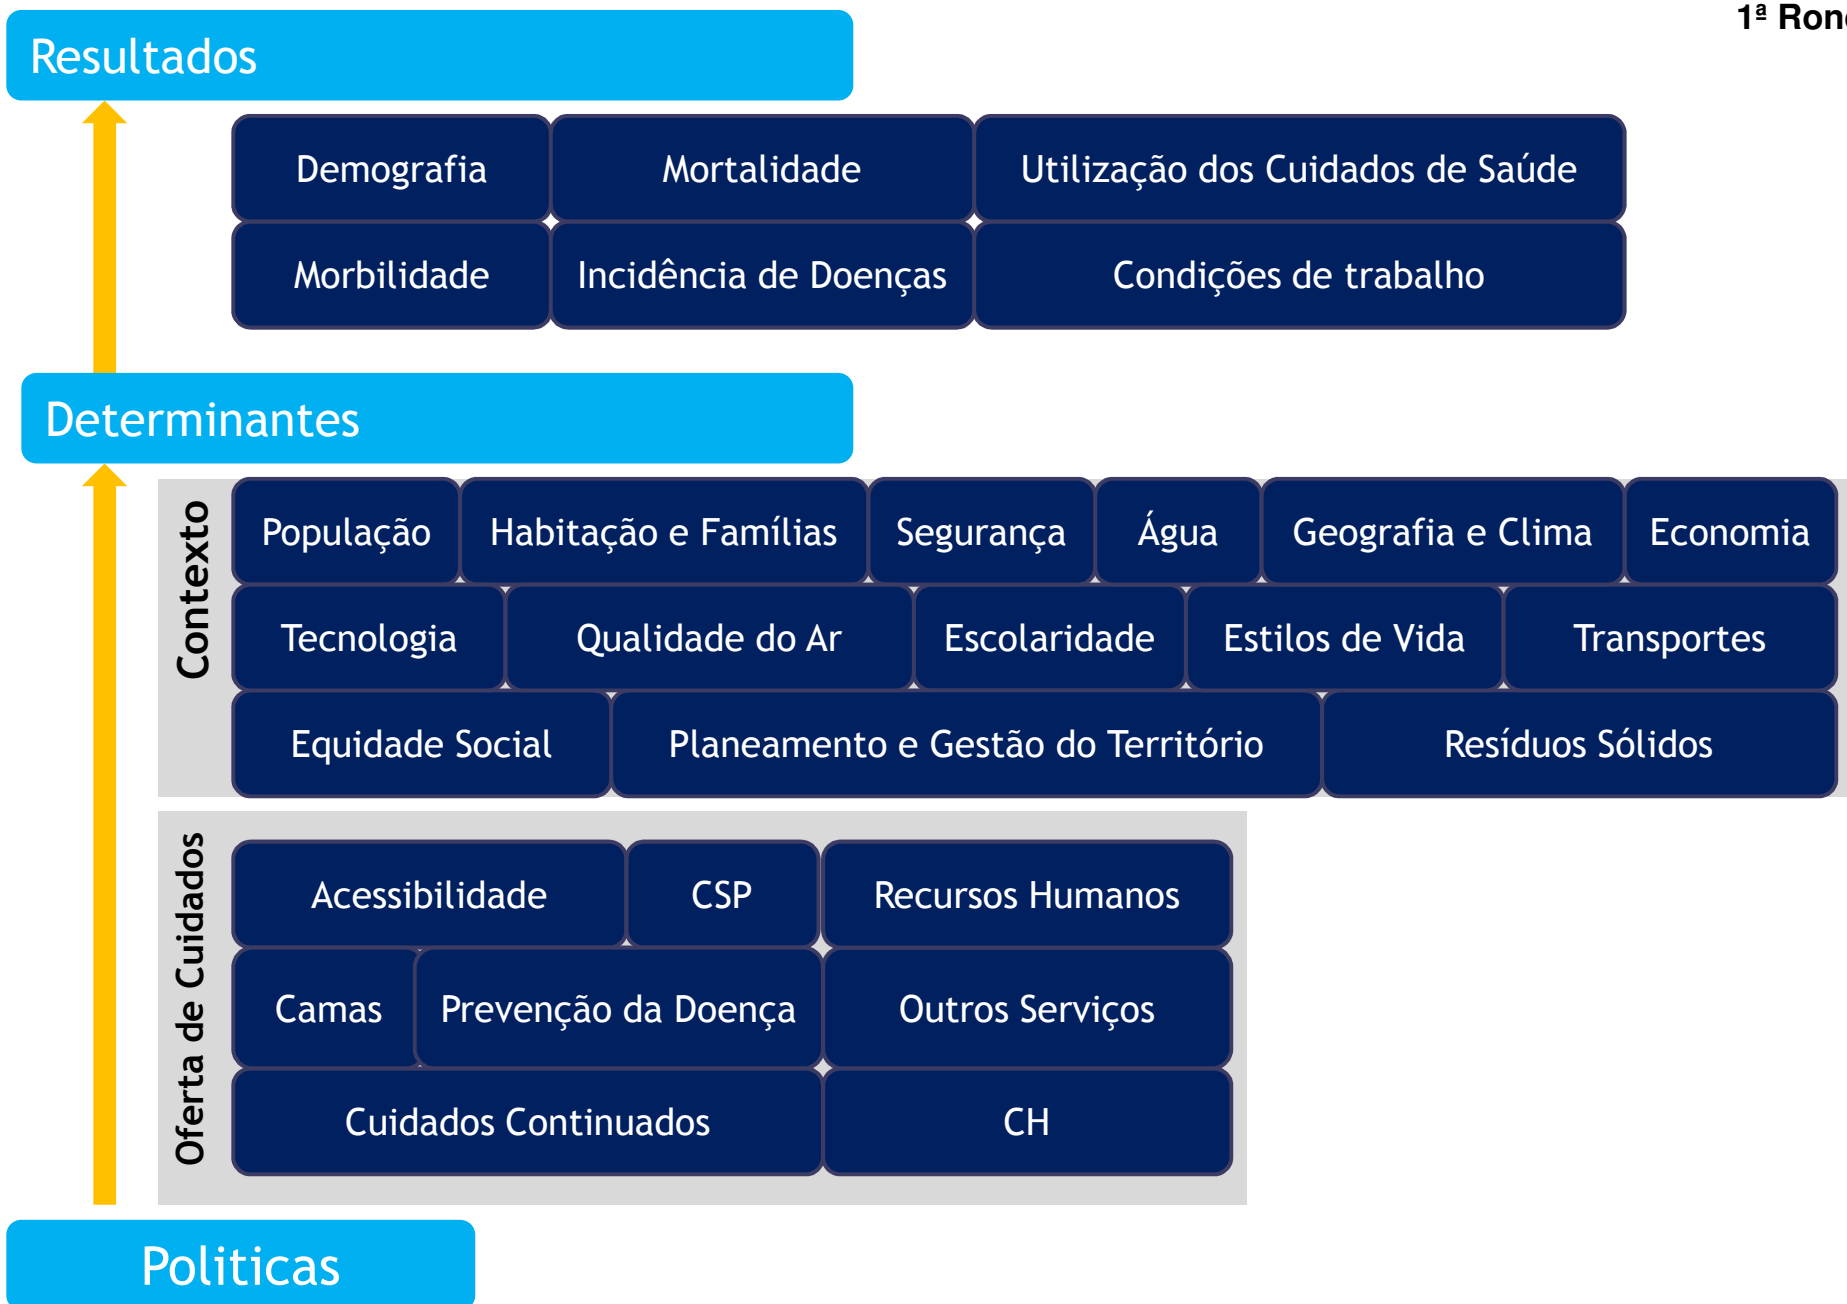 1ª Rond
Resultados
Demografia
Mortalidade
Utilização dos Cuidados de Saúde
Morbilidade
Incidência de Doenças
Condições de trabalho
Determinantes
Contexto
População
Habitação e Famílias
Segurança
Água
Geografia e Clima
Economia
Tecnologia
Qualidade do Ar
Escolaridade
Estilos de Vida
Transportes
Equidade Social
Planeamento e Gestão do Território
Resíduos Sólidos
Oferta de Cuidados
Acessibilidade
CSP
Recursos Humanos
Camas
Prevenção da Doença
Outros Serviços
Cuidados Continuados
CH
Politicas